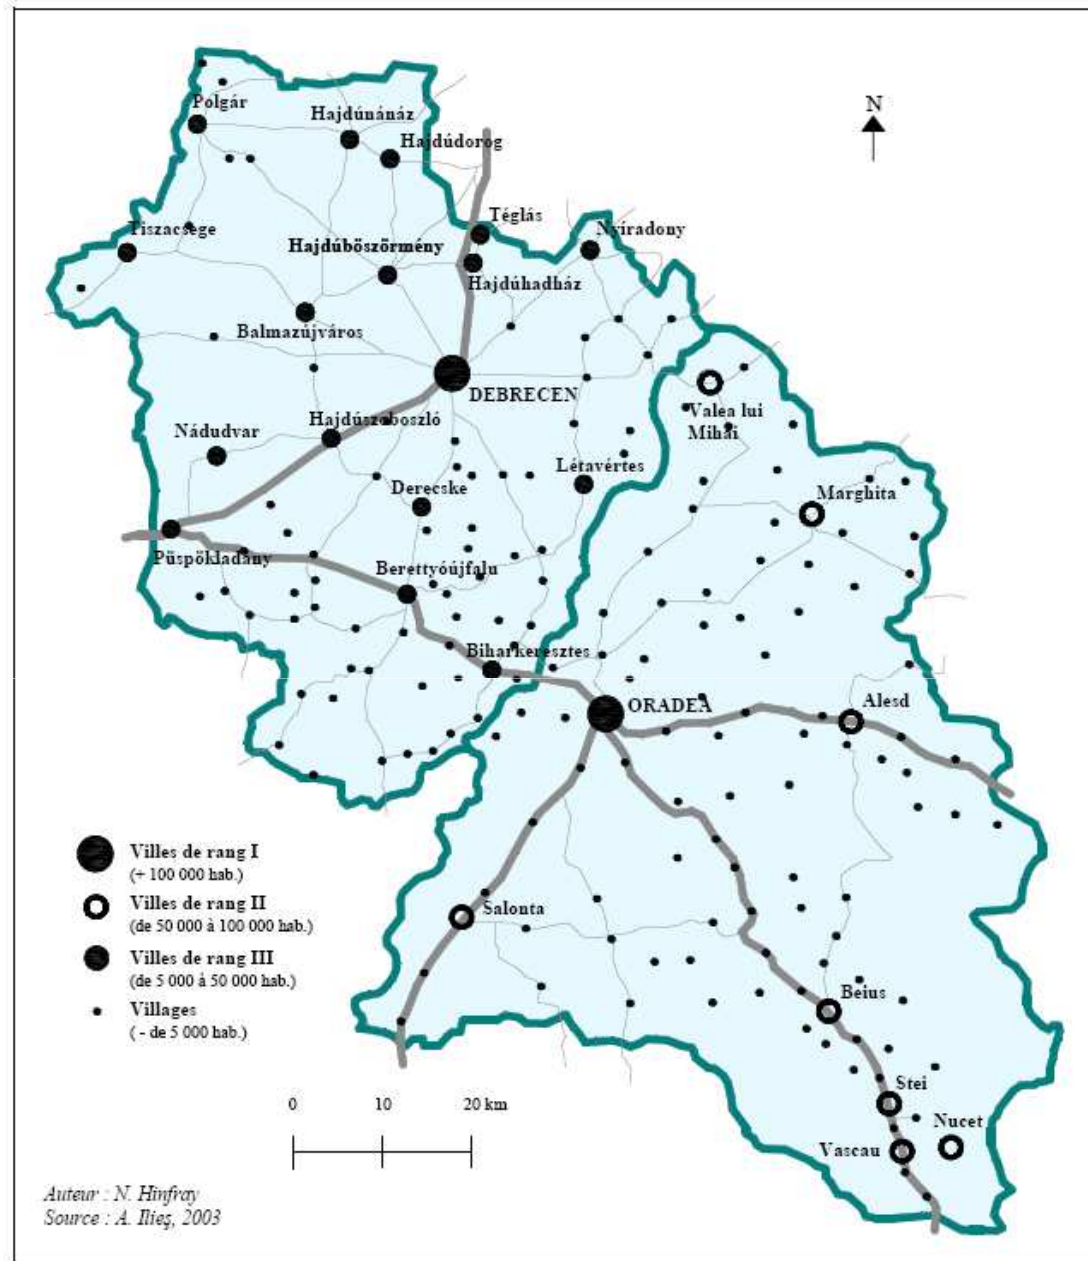 N
Polgár
Hajdúnánáz
Hajdúdorog
Tiszacsege
Téglás
Nyíradony
Hajdúböszörmény
Hajdúhadház
Balmazújváros
DEBRECEN
Valea lui
Mihai
Hajdúszoboszló
Nádudvar
Létavértes
Derecske
Marghita
Püspökladány
Berettyóújfalu
Biharkeresztes
ORADEA
Alesd
Salonta
Beius
Stei
Nucet
Vascau
Villes de rang I
(+ 100 000 hab.)
Villes de rang II
(de 50 000 à 100 000 hab.)
Villes de rang III
(de 5 000 à 50 000 hab.)
Villages
( - de 5 000 hab.)
0 10 20 km
Auteur : N. Hinfray
Source : A. Ilieş, 2003